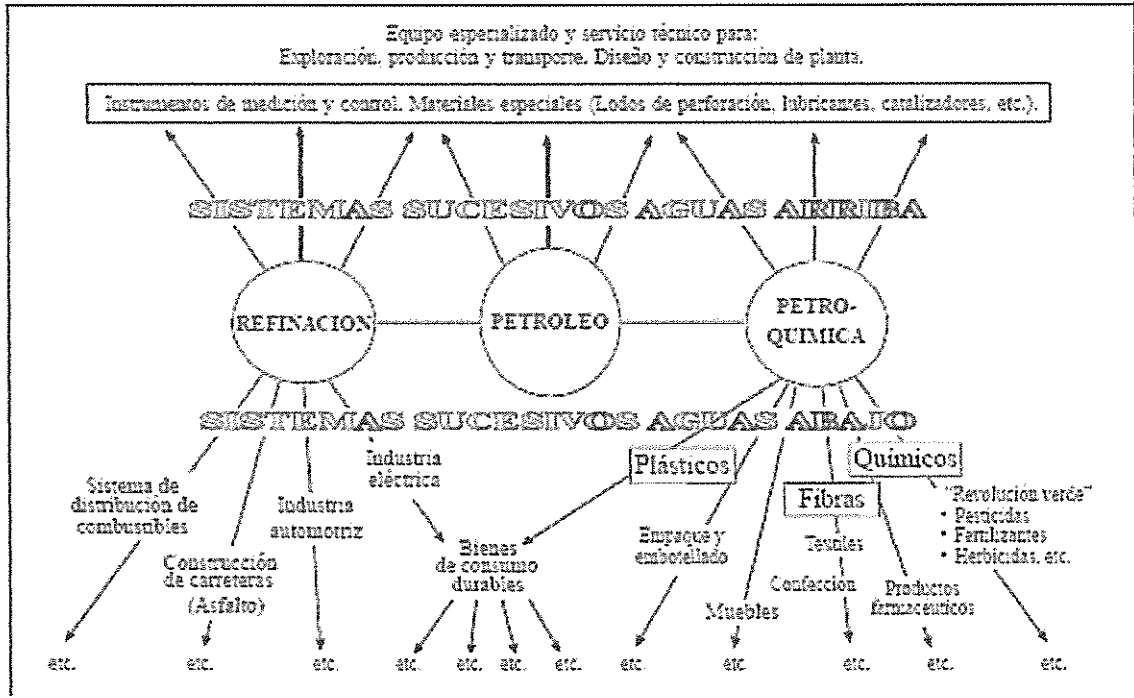 Equipo especializado y servicio técnico para:
Exploración, producción y transporte. Diseño y construcción de planta.
Instrumentos de medición y control. Materiales especiales (Lodos de perforación, lubricantes, catalizadores, etc.).
SISTEMAS SUCESIVOS AGUAS ARRIBA
REFINACION
PETROLEO
PETRO-
QUIMICA
SISTEMAS SUCESIVOS AGUAS ABAJO
Sistema de
distribución de
combustibles
Construcción
de carreteras
(Asfalto)
Industria
automotriz
Industria
eléctrica
Bienes
de consumo
durables
Plásticos
Empaque y
embotellado
Muebles
Fibras
Textiles
Confección
Químicos
Productos
farmaceúticos
"Revolución verde"
• Pesticidas
• Fertilizantes
• Herbicidas, etc.
etc.
etc.
etc.
etc.
etc.
etc.
etc.
etc.
etc.
etc.
etc.
etc.